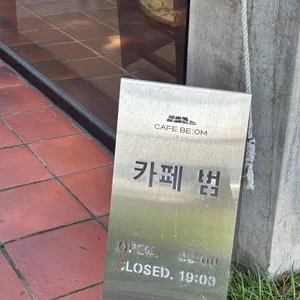 CAFE BE:OM
카페 범
OPEN.
CLOSED. 19:00